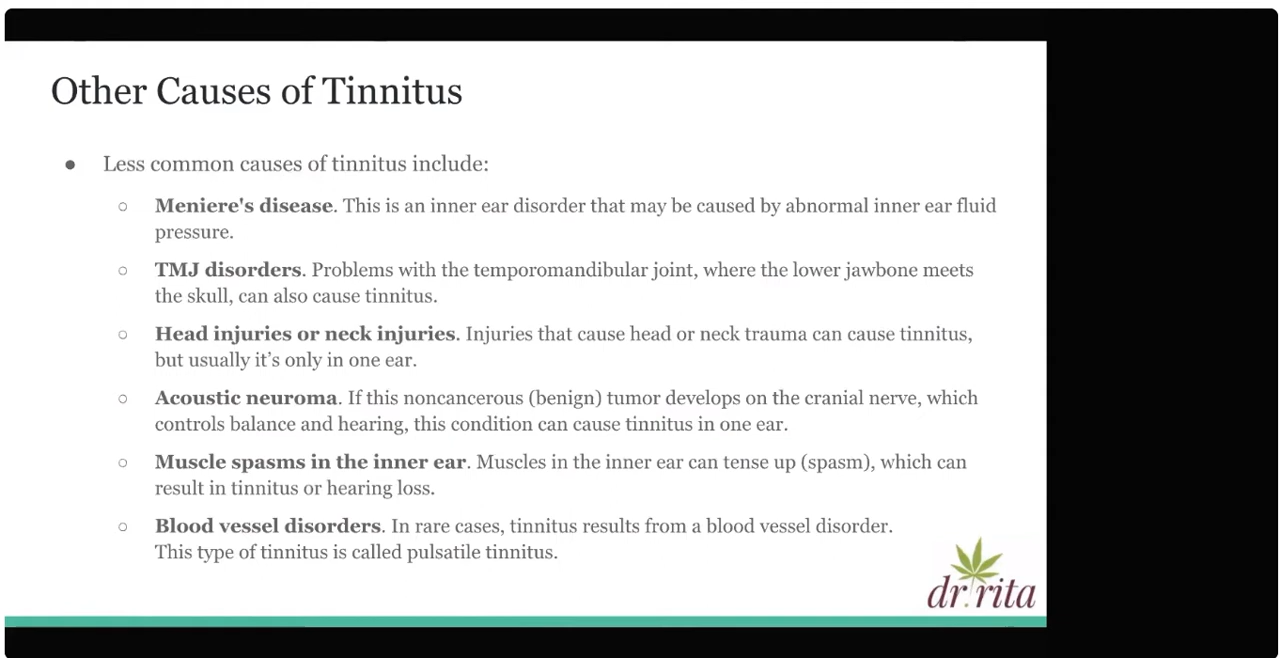 Other Causes of Tinnitus
● Less common causes of tinnitus include:
○ Meniere's disease. This is an inner ear disorder that may be caused by abnormal inner ear fluid
pressure.
○ TMJ disorders. Problems with the temporomandibular joint, where the lower jawbone meets
the skull, can also cause tinnitus.
○ Head injuries or neck injuries. Injuries that cause head or neck trauma can cause tinnitus,
but usually it’s only in one ear.
○ Acoustic neuroma. If this noncancerous (benign) tumor develops on the cranial nerve, which
controls balance and hearing, this condition can cause tinnitus in one ear.
○ Muscle spasms in the inner ear. Muscles in the inner ear can tense up (spasm), which can
result in tinnitus or hearing loss.
○ Blood vessel disorders. In rare cases, tinnitus results from a blood vessel disorder.
This type of tinnitus is called pulsatile tinnitus.
dr.rita